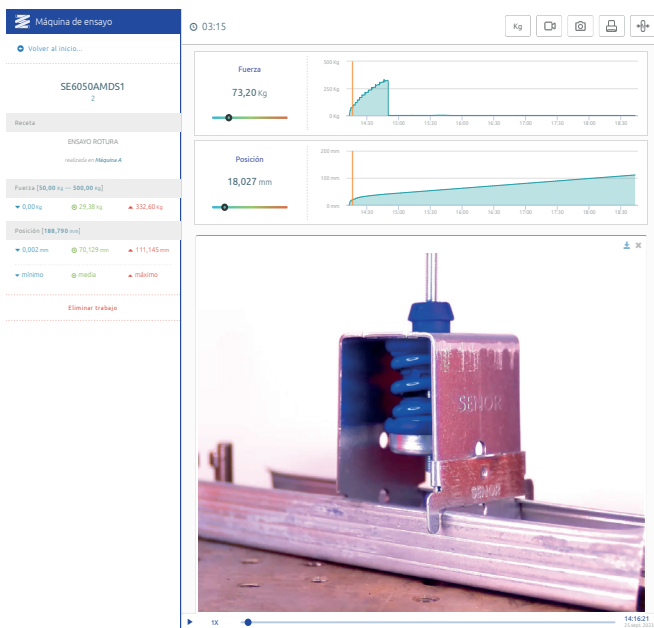 Máquina de ensayo
Volver al inicio...
SE6050AMDS1
2
Receta
ENSAYO ROTURA
realizada en Máquina A
Fuerza [50,00 Kg — 500,00 Kg]
0,00 Kg 29,38 Kg 332,60 Kg
Posición [188,790 mm]
0,002 mm 70,129 mm 111,145 mm
mínimo media máximo
Eliminar trabajo
03:15
Kg
Fuerza
73,20 Kg
500 Kg
250 Kg
0 Kg
14:30 15:00 15:30 16:00 16:30 17:00 17:30 18:00 18:30
Posición
18,027 mm
200 mm
100 mm
0 mm
14:30 15:00 15:30 16:00 16:30 17:00 17:30 18:00 18:30
SENOR
SENOR
1X
14:16:21